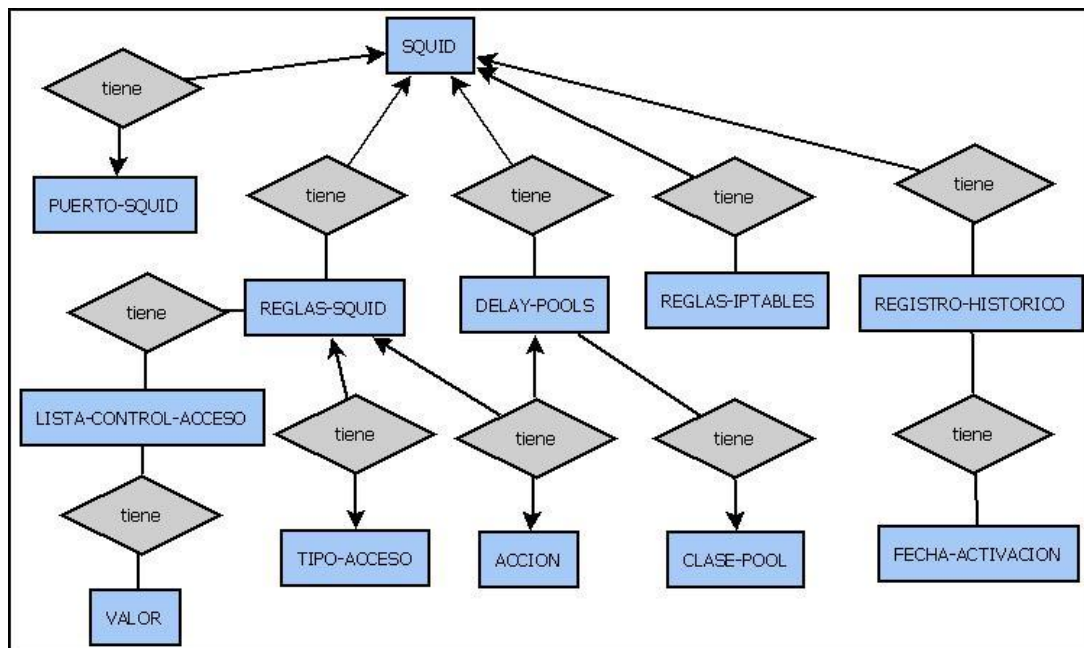 SQUID
tiene
tiene
tiene
tiene
tiene
PUERTO-SQUID
REGLAS-SQUID
DELAY-POOLS
REGLAS-IPTABLES
REGISTRO-HISTORICO
tiene
LISTA-CONTROL-ACCESO
tiene
tiene
tiene
tiene
tiene
TIPO-ACCESO
ACCION
CLASE-POOL
FECHA-ACTIVACION
VALOR